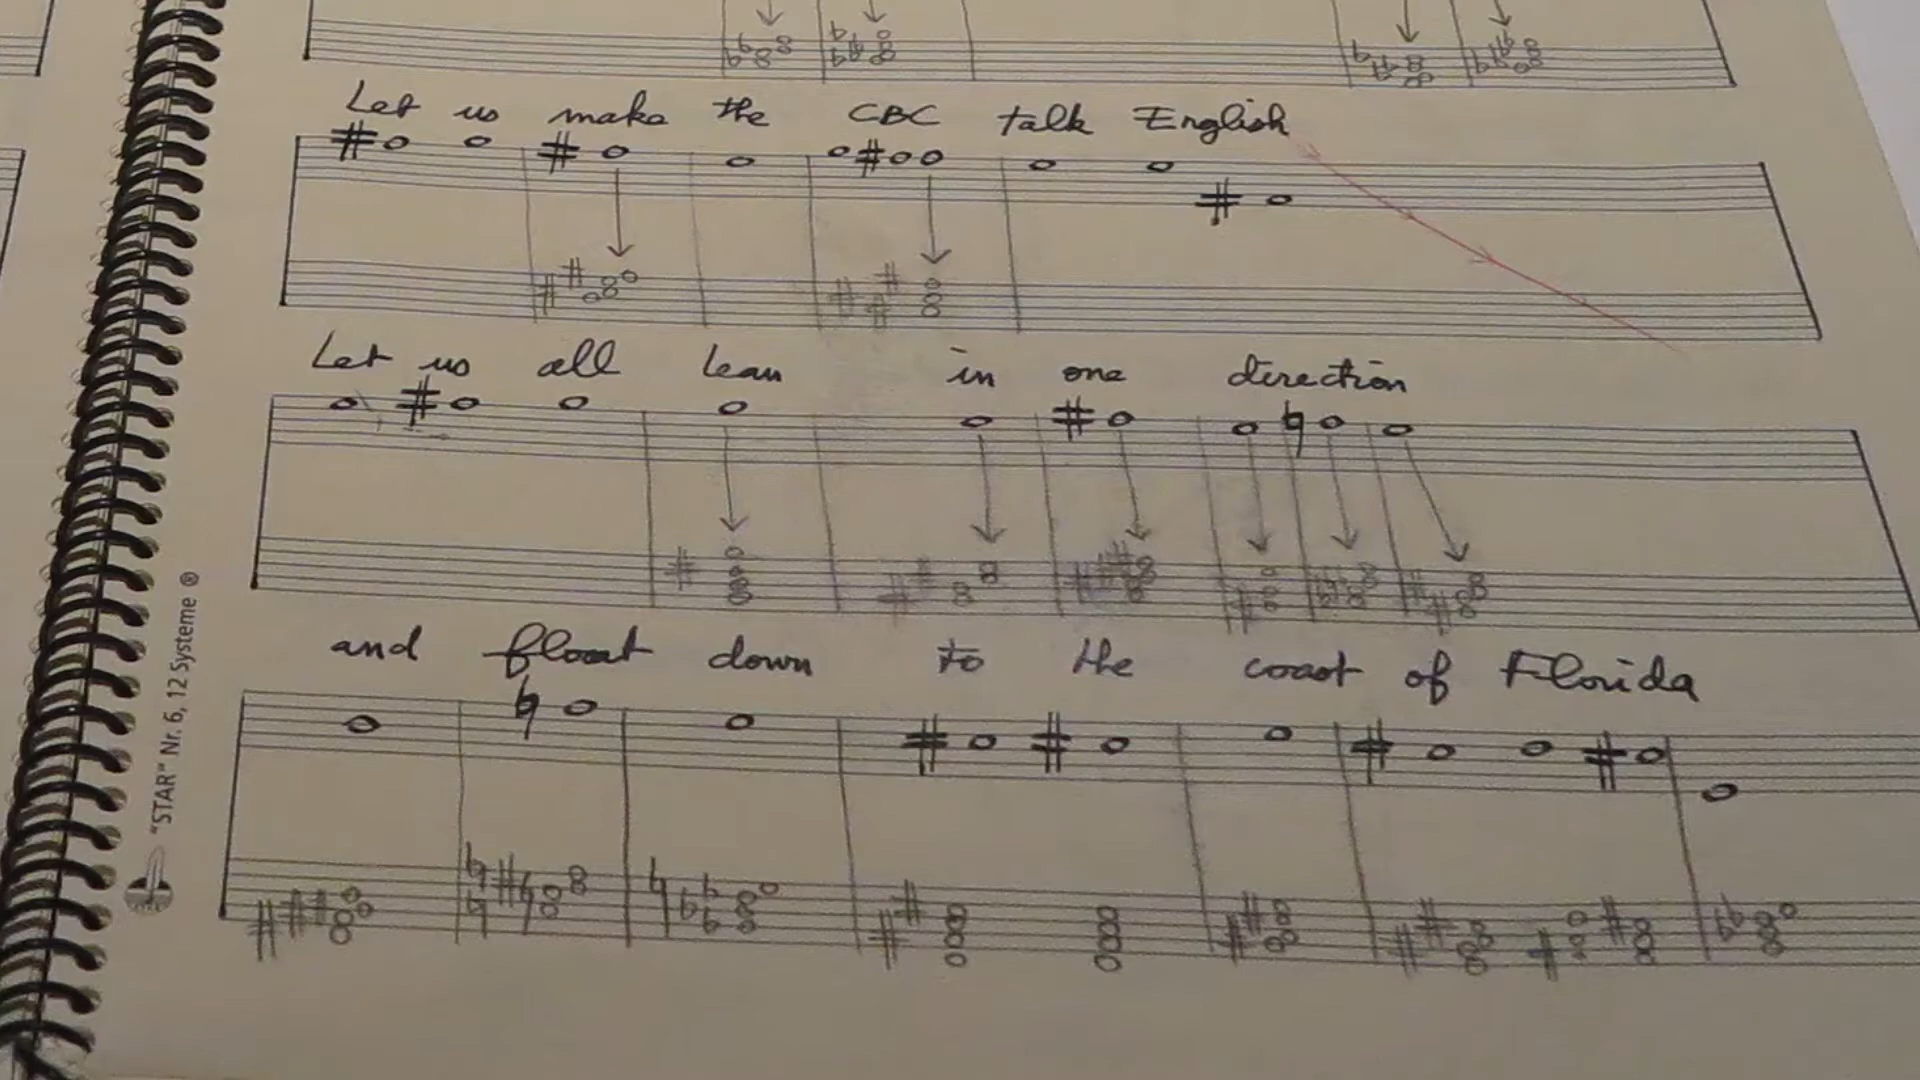 Let us make the CBC talk English
Let us all lean in one direction
and float down to the coast of Florida
"STAR" Nr. 6, 12 Systeme ®